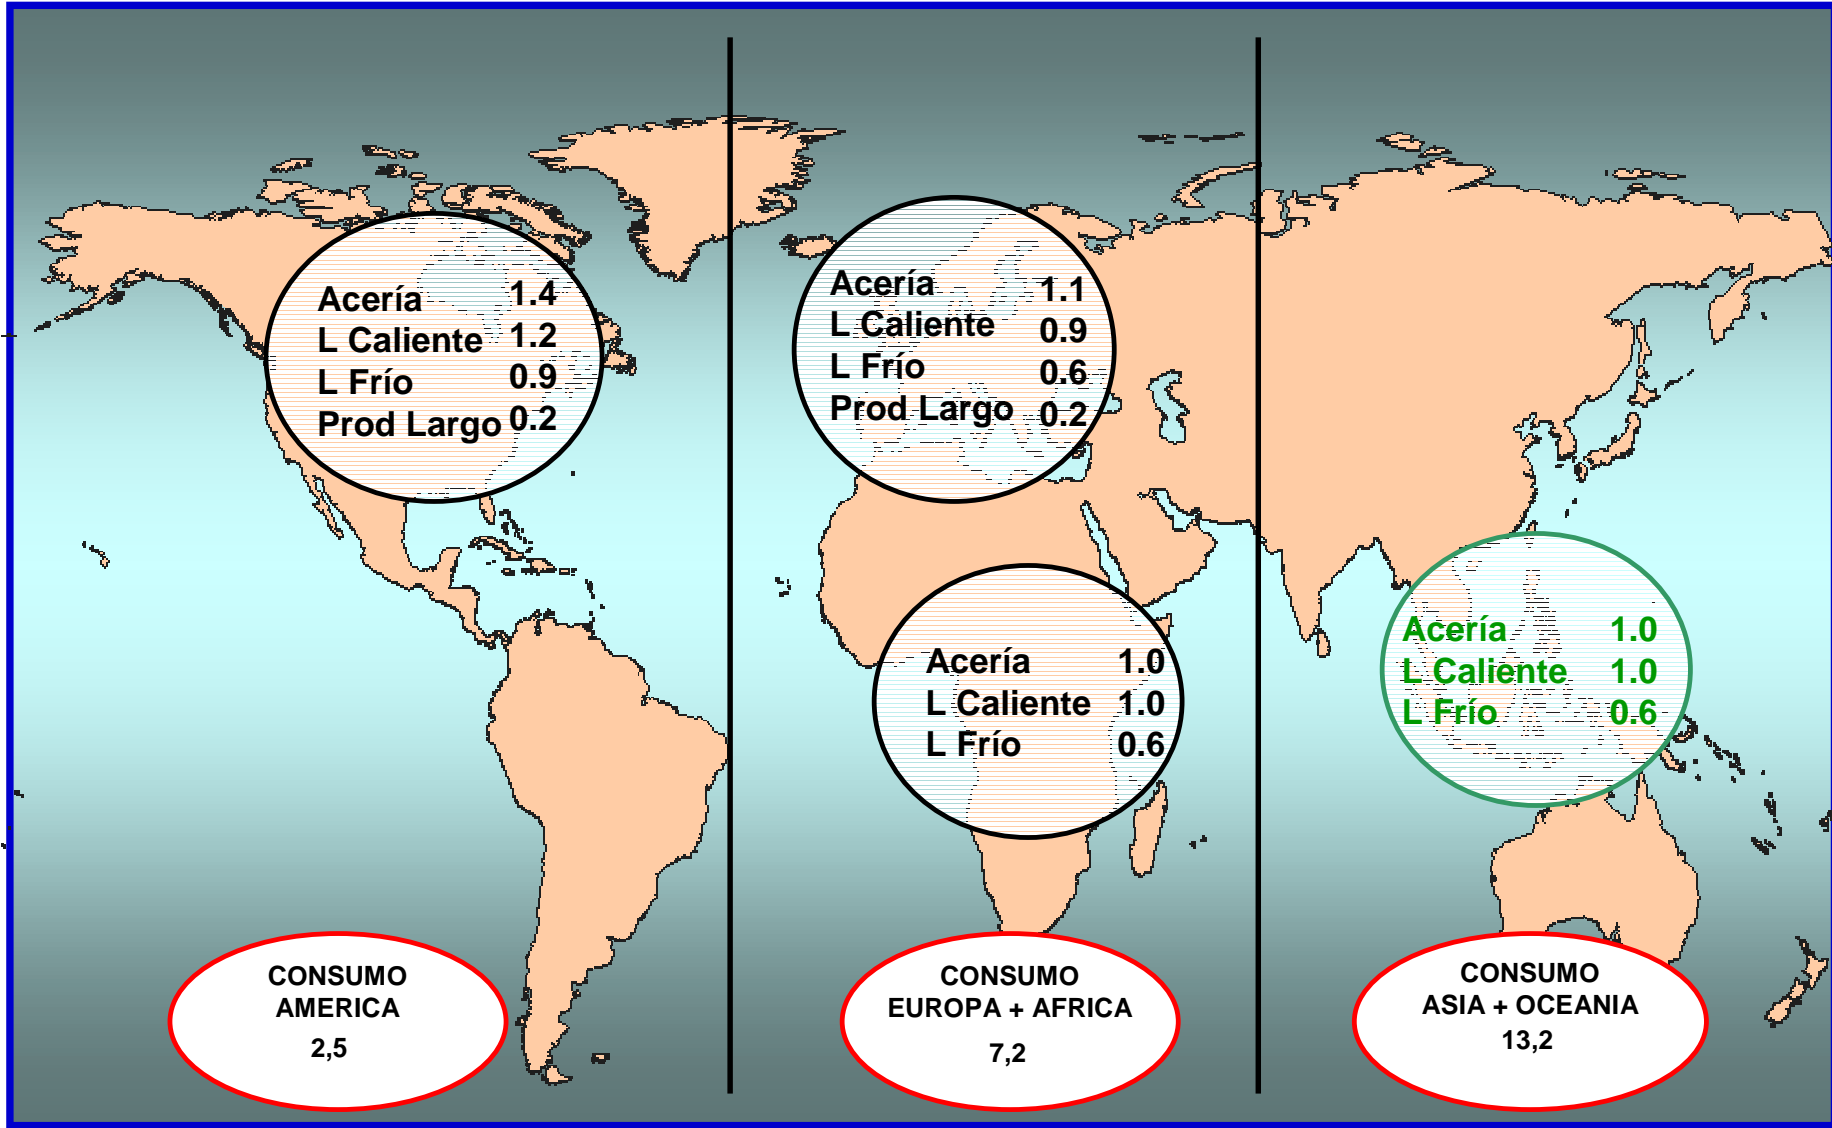 Acería 1.4
L Caliente 1.2
L Frío 0.9
Prod Largo 0.2
Acería 1.1
L Caliente 0.9
L Frío 0.6
Prod Largo 0.2
Acería 1.0
L Caliente 1.0
L Frío 0.6
Acería 1.0
L Caliente 1.0
L Frío 0.6
CONSUMO
AMERICA
2,5
CONSUMO
EUROPA + AFRICA
7,2
CONSUMO
ASIA + OCEANIA
13,2